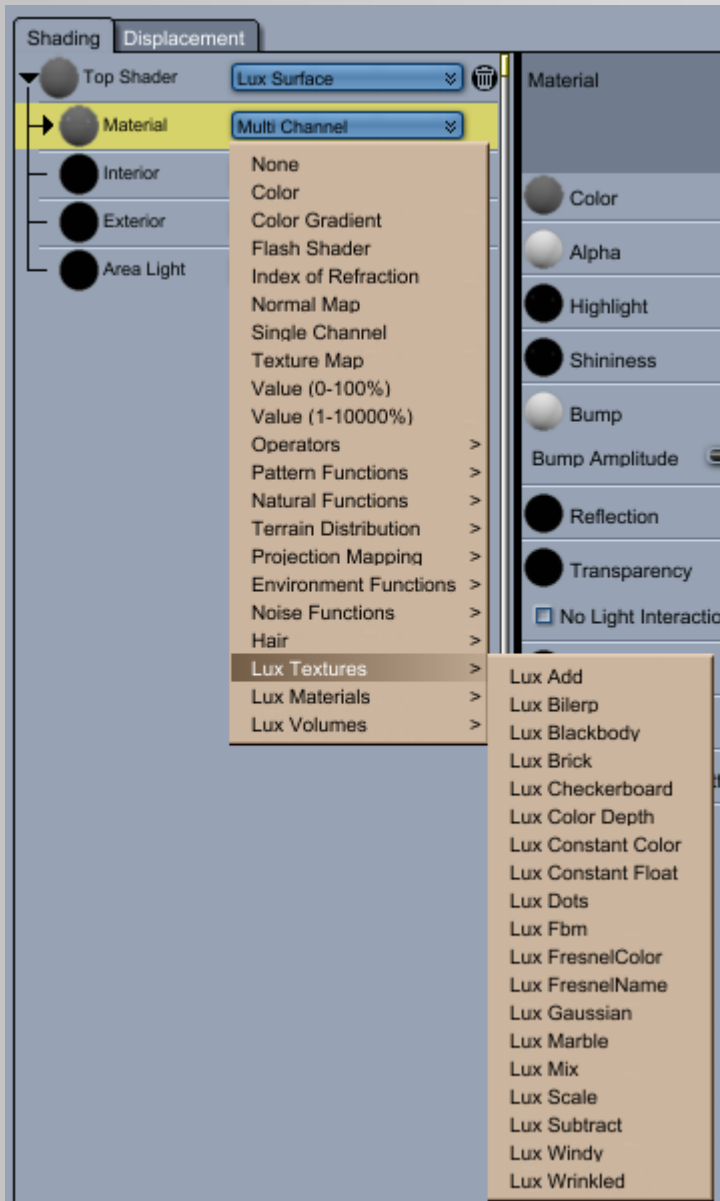 Shading
Displacement
Top Shader
Lux Surface
Material
Multi Channel
Interior
Exterior
Area Light
None
Color
Color Gradient
Flash Shader
Index of Refraction
Normal Map
Single Channel
Texture Map
Value (0-100%)
Value (1-10000%)
Operators >
Pattern Functions >
Natural Functions >
Terrain Distribution >
Projection Mapping >
Environment Functions >
Noise Functions >
Hair >
Lux Textures >
Lux Materials >
Lux Volumes >
Lux Add
Lux Bilerp
Lux Blackbody
Lux Brick
Lux Checkerboard
Lux Color Depth
Lux Constant Color
Lux Constant Float
Lux Dots
Lux Fbm
Lux FresnelColor
Lux FresnelName
Lux Gaussian
Lux Marble
Lux Mix
Lux Scale
Lux Subtract
Lux Windy
Lux Wrinkled
Material
Color
Alpha
Highlight
Shininess
Bump
Bump Amplitude
Reflection
Transparency
No Light Interactio